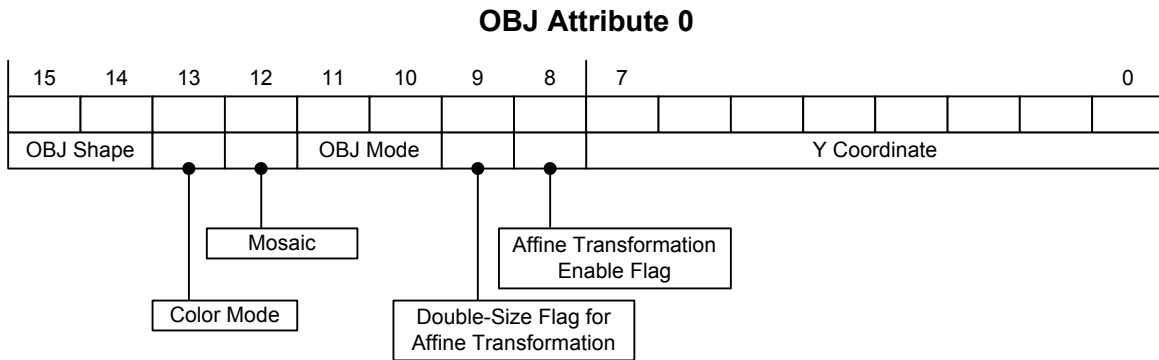 OBJ Attribute 0
15 14 13 12 11 10 9 8 7 0
OBJ Shape OBJ Mode Y Coordinate
Mosaic
Affine Transformation
Enable Flag
Color Mode
Double-Size Flag for
Affine Transformation